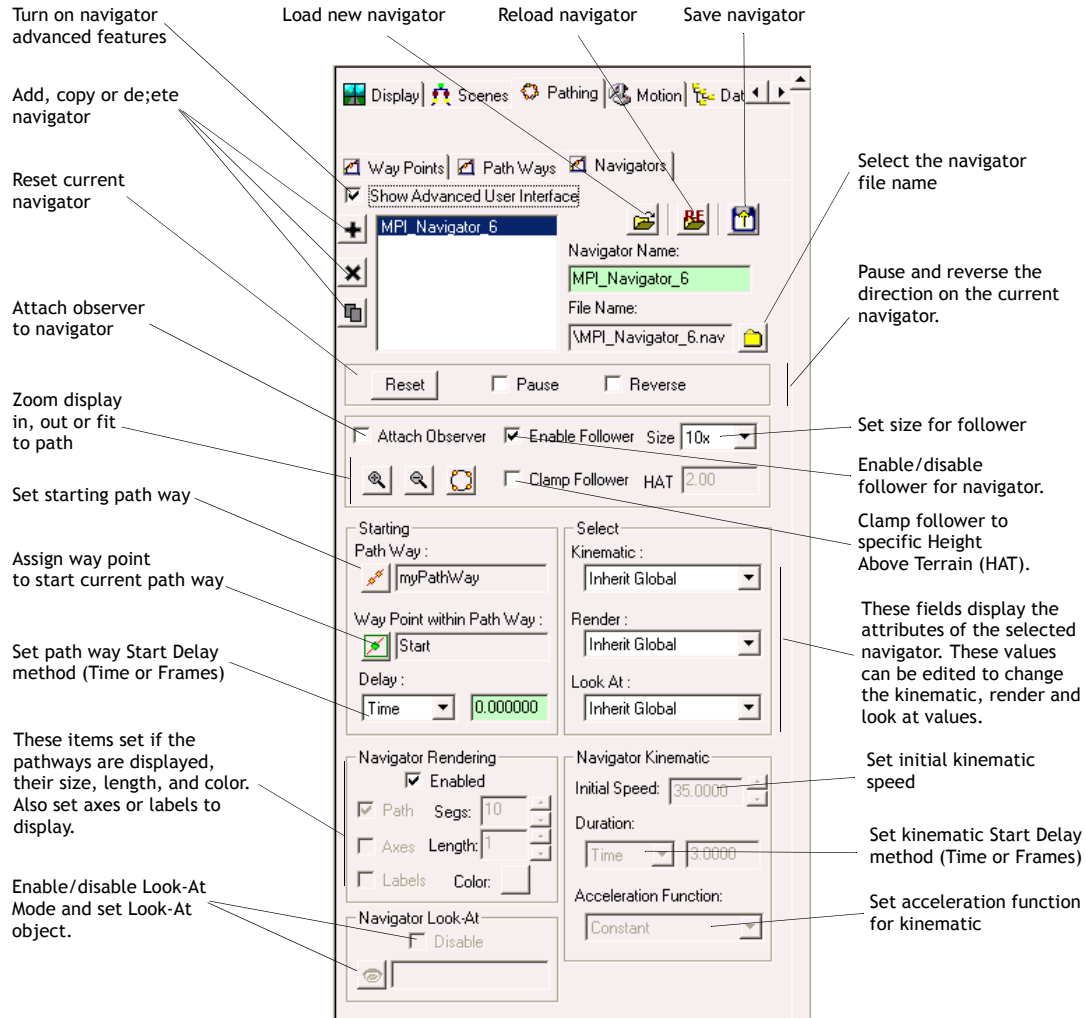 Turn on navigator
advanced features
Load new navigator
Reload navigator
Save navigator
Add, copy or de;ete
navigator
Reset current
navigator
Attach observer
to navigator
Zoom display
in, out or fit
to path
Set starting path way
Assign way point
to start current path way
Set path way Start Delay
method (Time or Frames)
These items set if the
pathways are displayed,
their size, length, and color.
Also set axes or labels to
display.
Enable/disable Look-At
Mode and set Look-At
object.
Display Scenes Pathing Motion Dat
Way Points Path Ways Navigators
Show Advanced User Interface
MPI_Navigator_6
RE
Navigator Name:
MPI_Navigator_6
File Name:
\MPI_Navigator_6.nav
Reset Pause Reverse
Attach Observer Enable Follower Size 10x
Clamp Follower HAT 2.00
Starting
Path Way :
myPathWay
Way Point within Path Way :
Start
Delay :
Time 0.000000
Select
Kinematic :
Inherit Global
Render :
Inherit Global
Look At :
Inherit Global
Navigator Rendering
Enabled
Path Segs: 10
Axes Length: 1
Labels Color:
Navigator Look-At
Disable
Navigator Kinematic
Initial Speed: 35.0000
Duration:
Time 3.0000
Acceleration Function:
Constant
Select the navigator
file name
Pause and reverse the
direction on the current
navigator.
Set size for follower
Enable/disable
follower for navigator.
Clamp follower to
specific Height
Above Terrain (HAT).
These fields display the
attributes of the selected
navigator. These values
can be edited to change
the kinematic, render and
look at values.
Set initial kinematic
speed
Set kinematic Start Delay
method (Time or Frames)
Set acceleration function
for kinematic